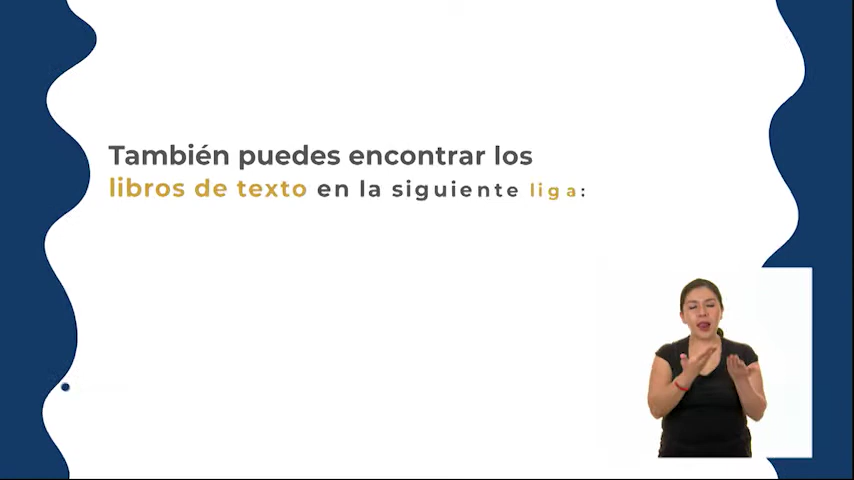 También puedes encontrar los
libros de texto en la siguiente liga: